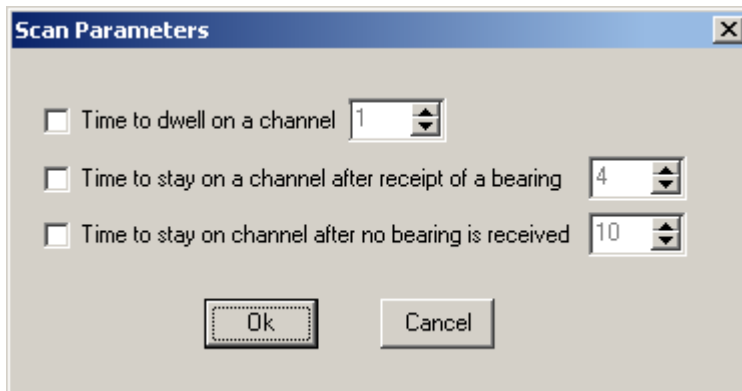 Scan Parameters
Time to dwell on a channel 1
Time to stay on a channel after receipt of a bearing 4
Time to stay on channel after no bearing is received 10
Ok Cancel